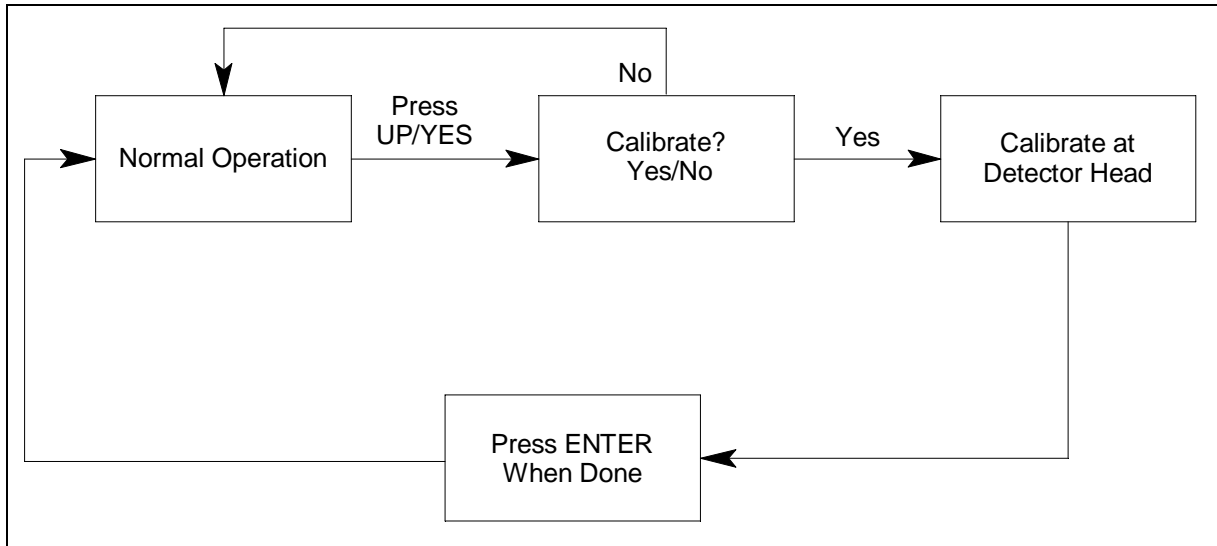 No
Press
UP/YES
Normal Operation
Calibrate?
Yes/No
Yes
Calibrate at
Detector Head
Press ENTER
When Done